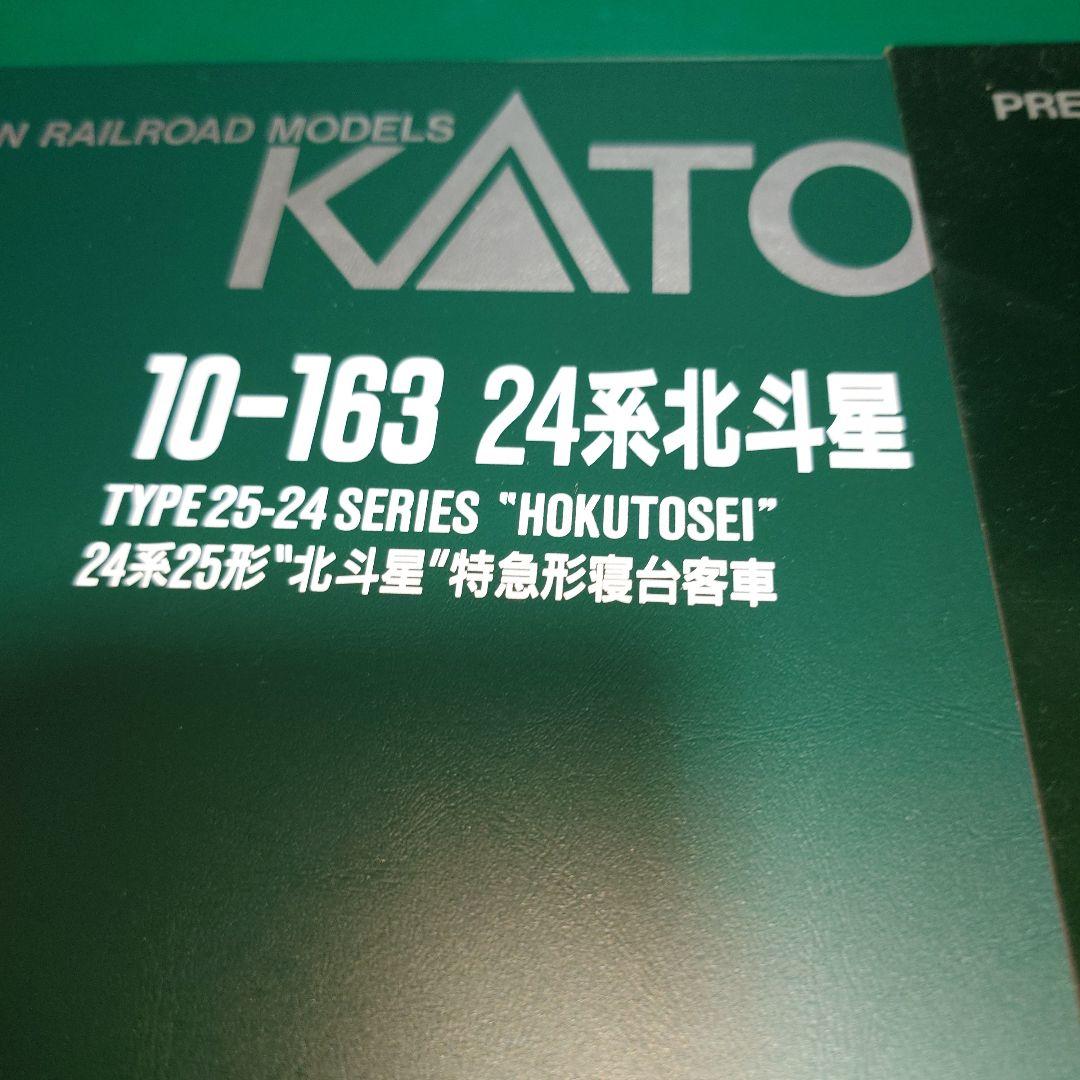 N RAILROAD MODELS
KATO
10-163 24系北斗星
TYPE 25-24 SERIES "HOKUTOSEI"
24系25形"北斗星"特急形寝台客車
PRE